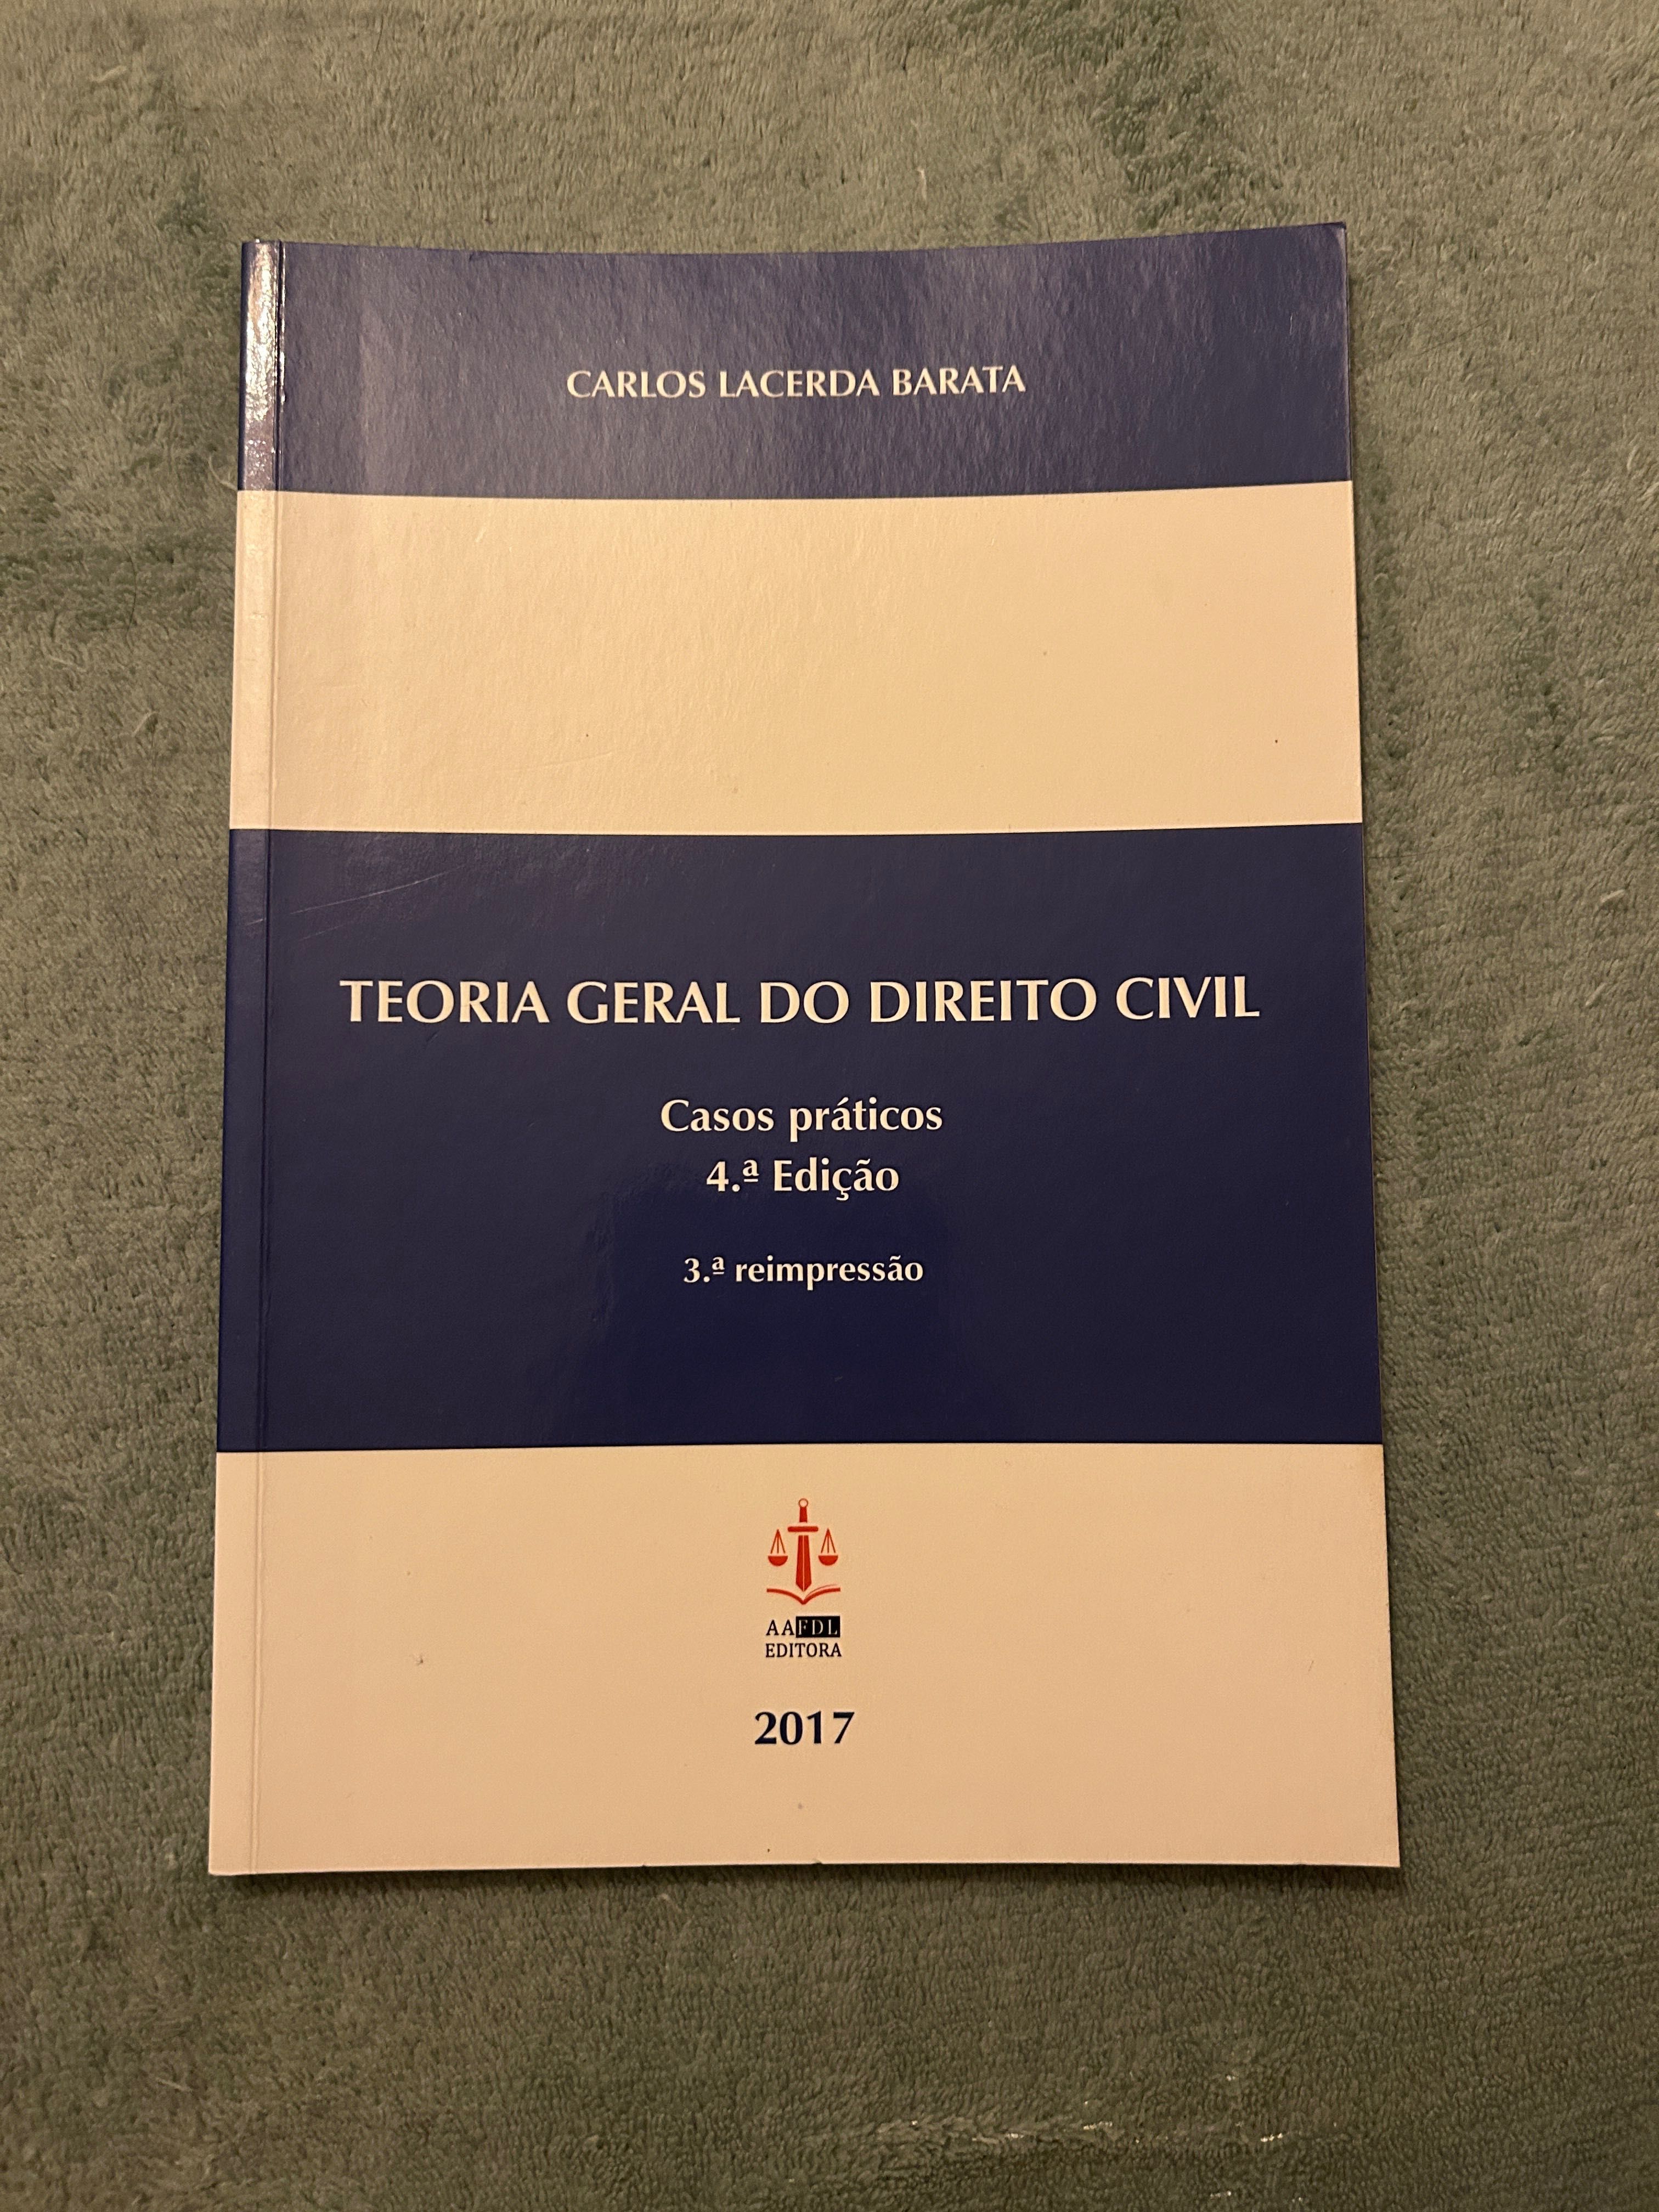 CARLOS LACERDA BARATA
TEORIA GERAL DO DIREITO CIVIL
Casos práticos
4.ª Edição
3.ª reimpressão
AAFDL
EDITORA
2017